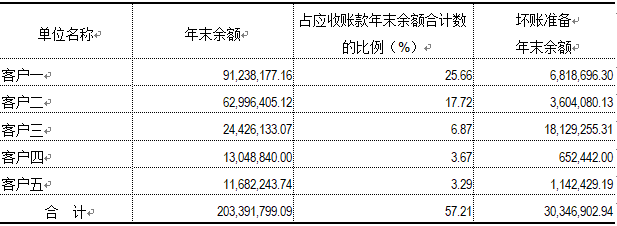 单位名称 年末余额 占应收账款年末余额合计数的比例（%） 坏账准备年末余额
客户一 91,238,177.16 25.66 6,818,696.30
客户二 62,996,405.12 17.72 3,604,080.13
客户三 24,426,133.07 6.87 18,129,255.31
客户四 13,048,840.00 3.67 652,442.00
客户五 11,682,243.74 3.29 1,142,429.19
合 计 203,391,799.09 57.21 30,346,902.94